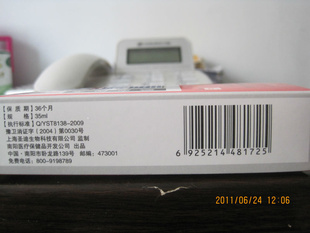 【保 质 期】36个月
【规    格】35ml
【执行标准】Q/YST8138-2009
豫卫消证字（2004）第0030号
上海圣迪生物科技有限公司 监制
南阳医疗保健品开发公司 出品
中国·南阳市卧龙路139号 邮编：473001
免费电话：800-9198789
6 925214 481725
2011/06/24 12:06